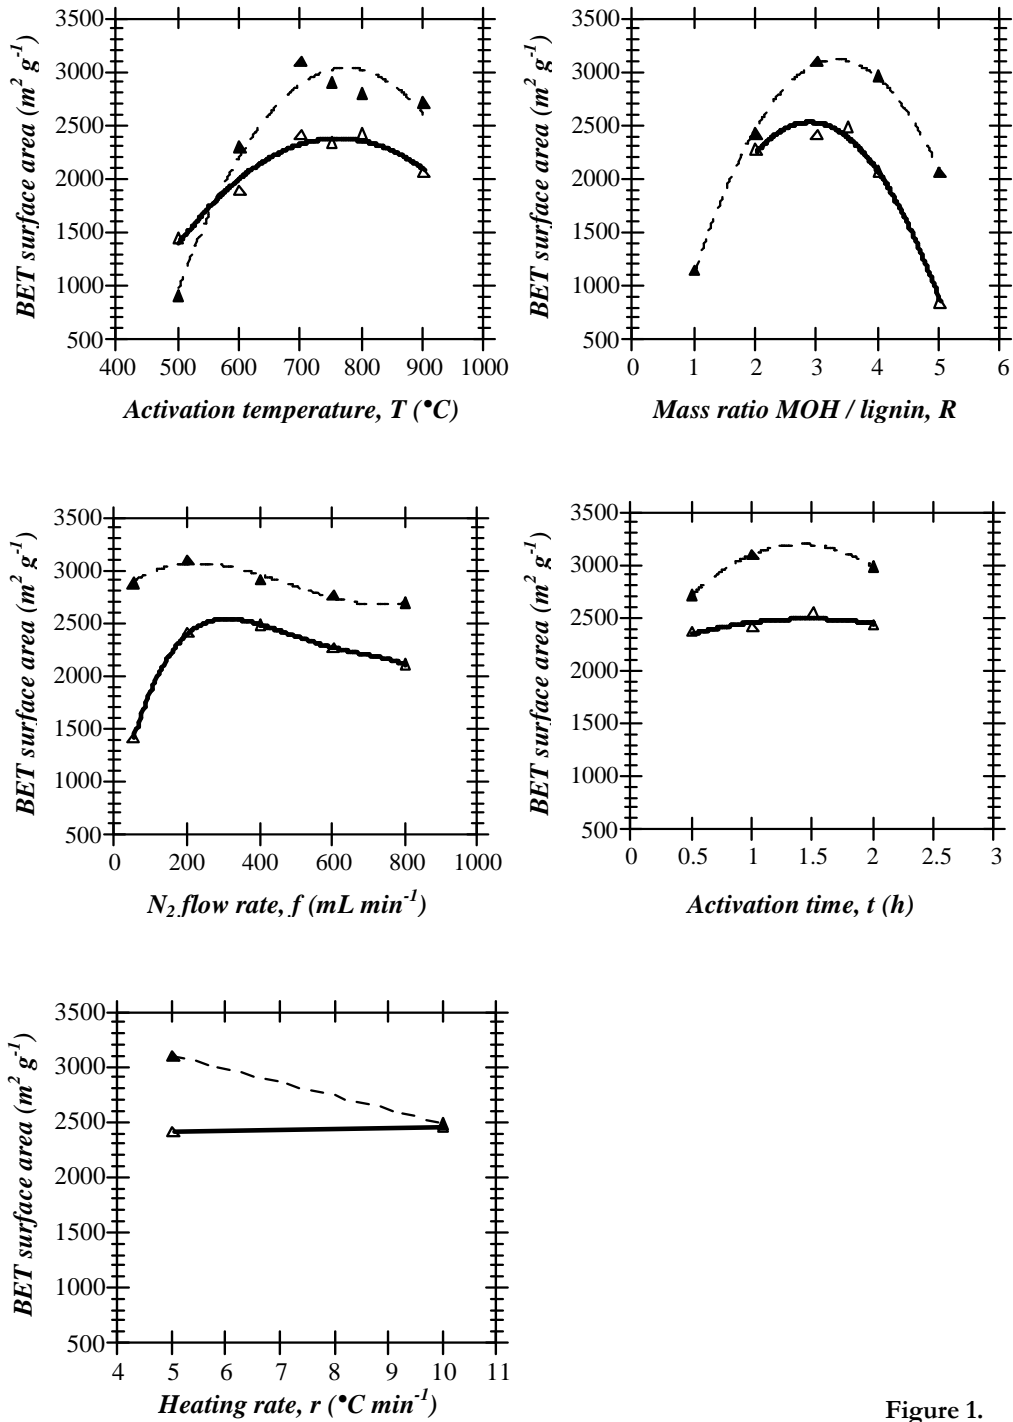 3500
3000
2500
2000
1500
1000
500
400 500 600 700 800 900 1000
BET surface area (m² g⁻¹)
Activation temperature, T (•C)
3500
3000
2500
2000
1500
1000
500
0 1 2 3 4 5 6
BET surface area (m² g⁻¹)
Mass ratio MOH / lignin, R
3500
3000
2500
2000
1500
1000
500
0 200 400 600 800 1000
BET surface area (m² g⁻¹)
N₂ flow rate, f (mL min⁻¹)
3500
3000
2500
2000
1500
1000
500
0 0.5 1 1.5 2 2.5 3
BET surface area (m² g⁻¹)
Activation time, t (h)
3500
3000
2500
2000
1500
1000
500
4 5 6 7 8 9 10 11
BET surface area (m² g⁻¹)
Heating rate, r (•C min⁻¹)
Figure 1.